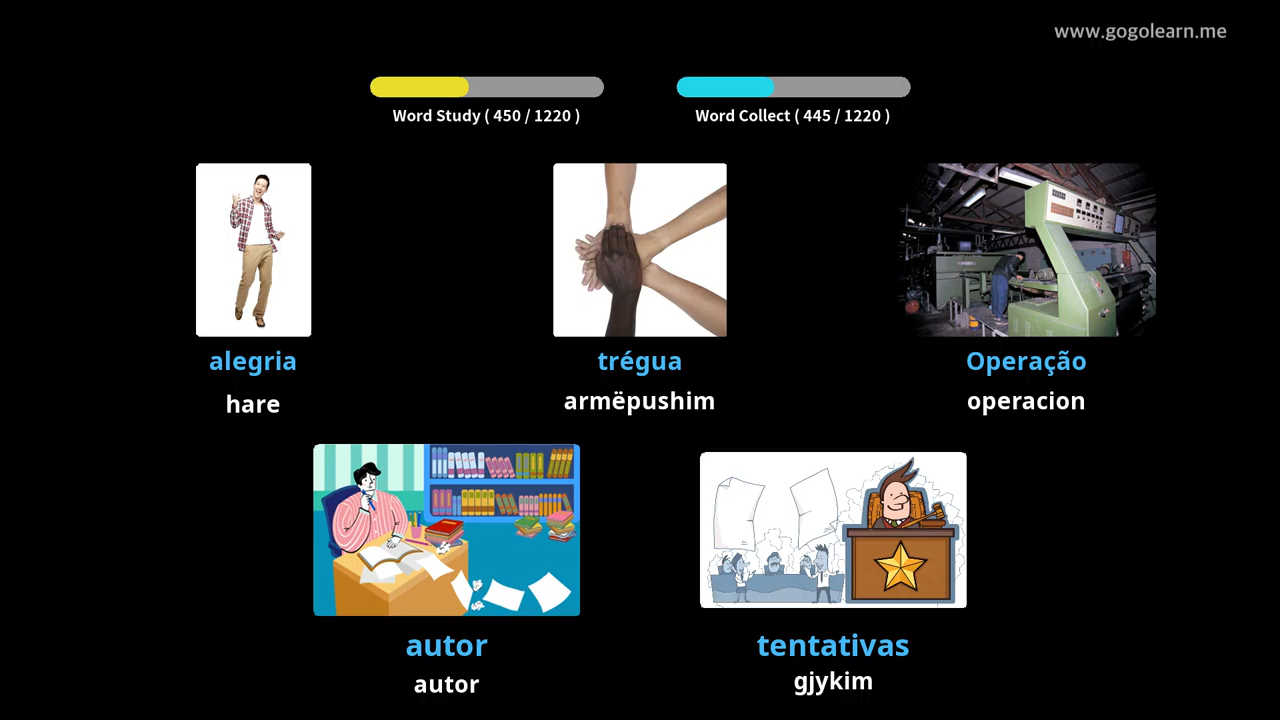 www.gogolearn.me
Word Study ( 450 / 1220 )
Word Collect ( 445 / 1220 )
alegria
hare
trégua
armëpushim
Operação
operacion
autor
autor
tentativas
gjykim